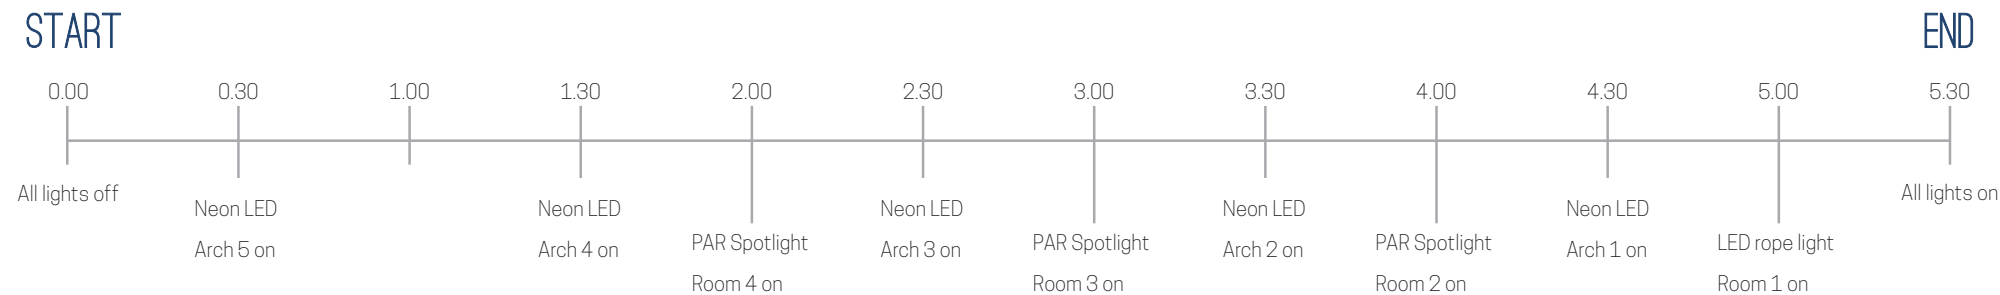 START
END
0.00
0.30
1.00
1.30
2.00
2.30
3.00
3.30
4.00
4.30
5.00
5.30
All lights off
Neon LED
Arch 5 on
Neon LED
Arch 4 on
PAR Spotlight
Room 4 on
Neon LED
Arch 3 on
PAR Spotlight
Room 3 on
Neon LED
Arch 2 on
PAR Spotlight
Room 2 on
Neon LED
Arch 1 on
LED rope light
Room 1 on
All lights on